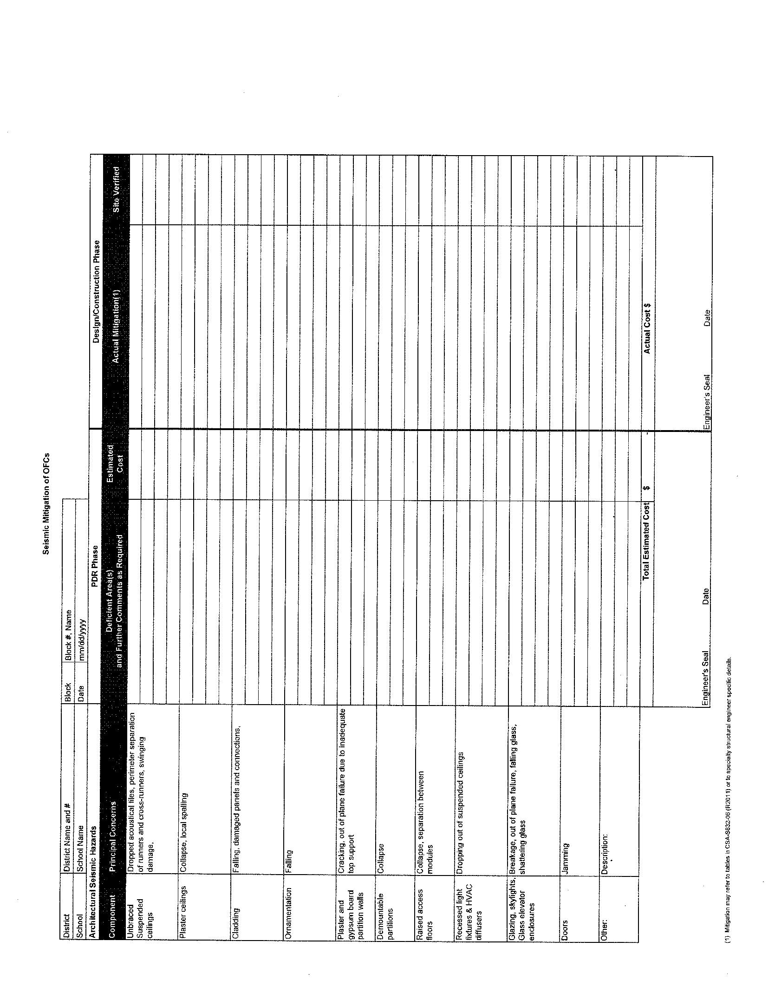 Seismic Mitigation of OFCs
District District Name and # Block Block #, Name
School School Name Date mm/dd/yyyy
Architectural Seismic Hazards PDR Phase Design/Construction Phase
Component Principal Concerns Deficient Area(s) Estimated Actual Mitigation(1) Site Verified
and Further Comments as Required Cost
Unbraced Dropped acoustical tiles, perimeter separation
Suspended of runners and cross-runners, swinging
ceilings damage,
Plaster ceilings Collapse, local spalling
Cladding Falling, damaged panels and connections,
Ornamentation Falling
Plaster and Cracking, out of plane failure due to inadequate
gypsum board top support
partition walls
Demountable Collapse
partitions
Raised access Collapse, separation between
floors modules
Recessed light Dropping out of suspended ceilings
fixtures & HVAC
diffusers
Glazing, skylights, Breakage, out of plane failure, falling glass,
Glass elevator shattering glass
enclosures
Doors Jamming
Other: Description:
Total Estimated Cost $ - Actual Cost $
Engineer's Seal Date Engineer's Seal Date
(1) Mitigation may refer to tables in CSA-S832-06 (R2011) or to specialty structural engineer specific details.